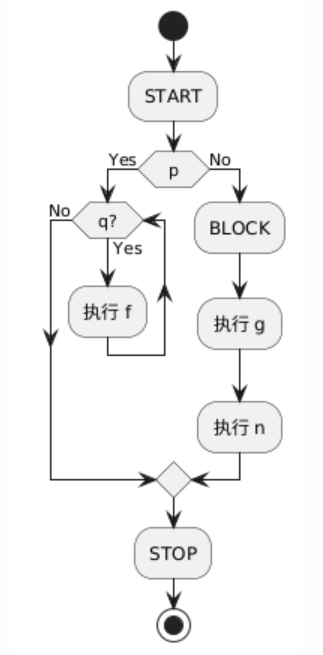 START
Yes
p
No
No
q?
Yes
BLOCK
执行 f
执行 g
执行 n
STOP